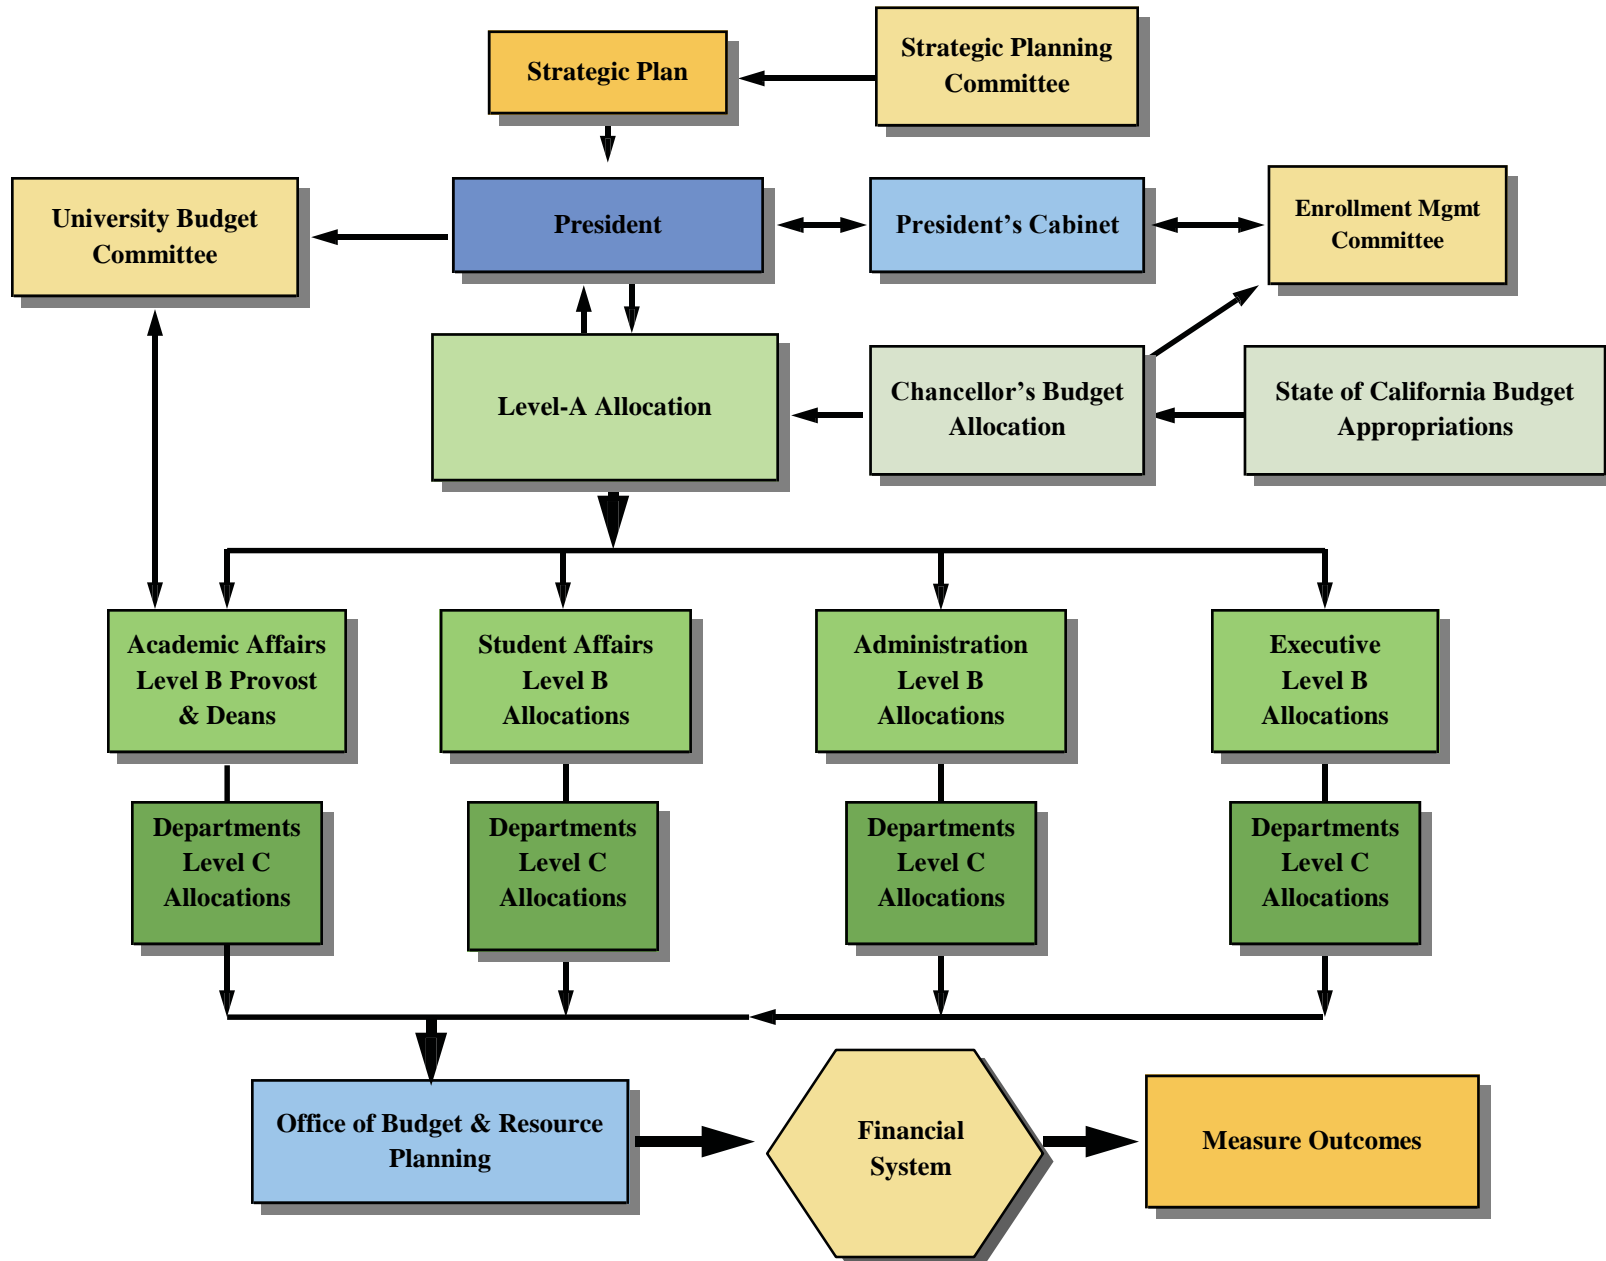 Strategic Plan
Strategic Planning
Committee
University Budget
Committee
President
President’s Cabinet
Enrollment Mgmt
Committee
Level-A Allocation
Chancellor’s Budget
Allocation
State of California Budget
Appropriations
Academic Affairs
Level B Provost
& Deans
Student Affairs
Level B
Allocations
Administration
Level B
Allocations
Executive
Level B
Allocations
Departments
Level C
Allocations
Departments
Level C
Allocations
Departments
Level C
Allocations
Departments
Level C
Allocations
Office of Budget & Resource
Planning
Financial
System
Measure Outcomes